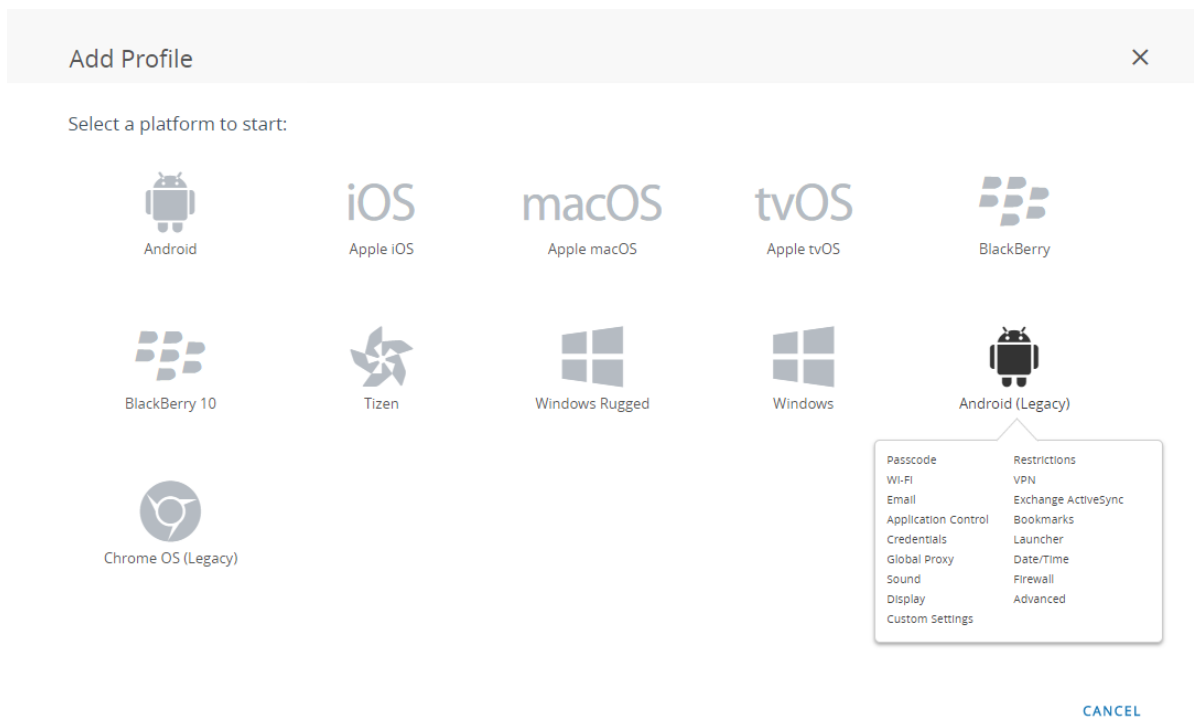 Add Profile
Select a platform to start:
iOS macOS tvOS
Android Apple iOS Apple macOS Apple tvOS BlackBerry
BlackBerry 10 Tizen Windows Rugged Windows Android (Legacy)
Passcode Restrictions
Wi-Fi VPN
Email Exchange ActiveSync
Application Control Bookmarks
Credentials Launcher
Global Proxy Date/Time
Sound Firewall
Display Advanced
Custom Settings
Chrome OS (Legacy)
CANCEL